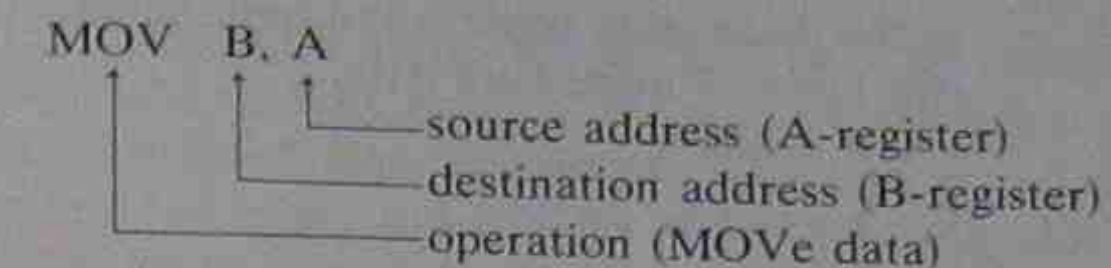 MOV B, A
source address (A-register)
destination address (B-register)
operation (MOVe data)